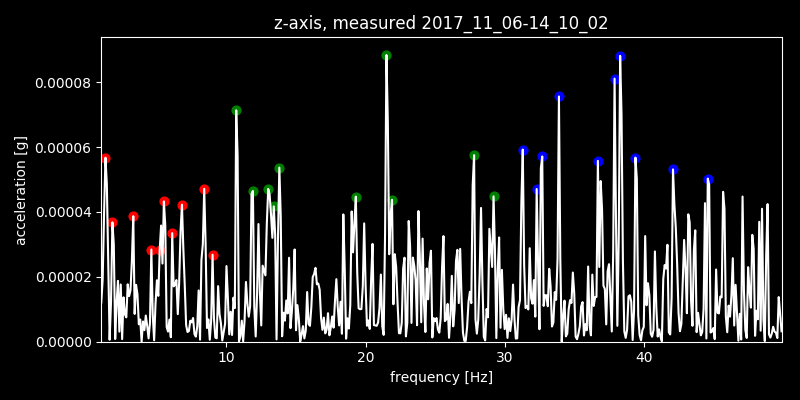 z-axis, measured 2017_11_06-14_10_02
0.00008
0.00006
0.00004
0.00002
0.00000
acceleration [g]
10 20 30 40
frequency [Hz]